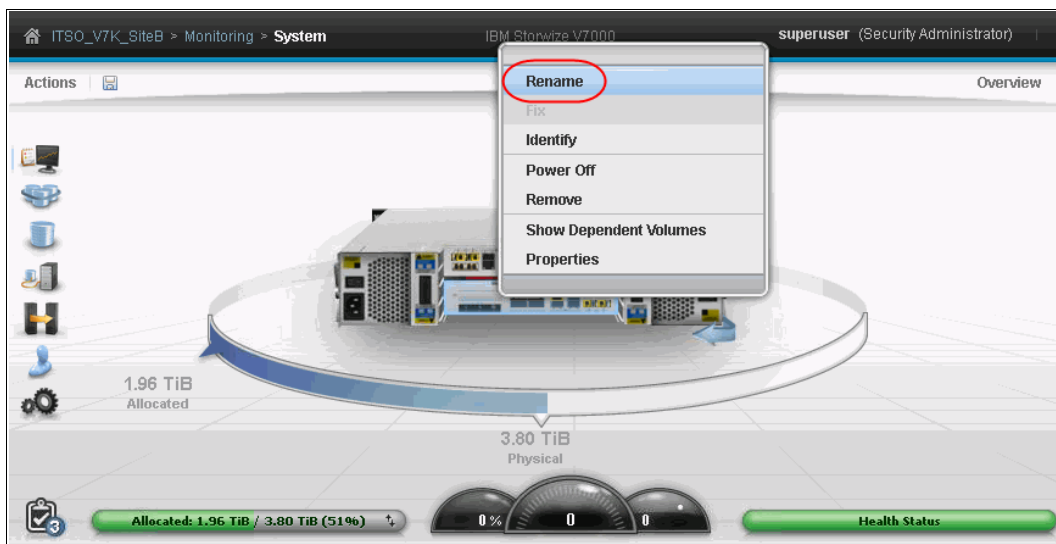 ITSO_V7K_SiteB > Monitoring > System
IBM Storwize V7000
superuser (Security Administrator)
Actions
Overview
Rename
Fix
Identify
Power Off
Remove
Show Dependent Volumes
Properties
1.96 TiB
Allocated
3.80 TiB
Physical
3
Allocated: 1.96 TiB / 3.80 TiB (51%)
0%
0
0
Health Status